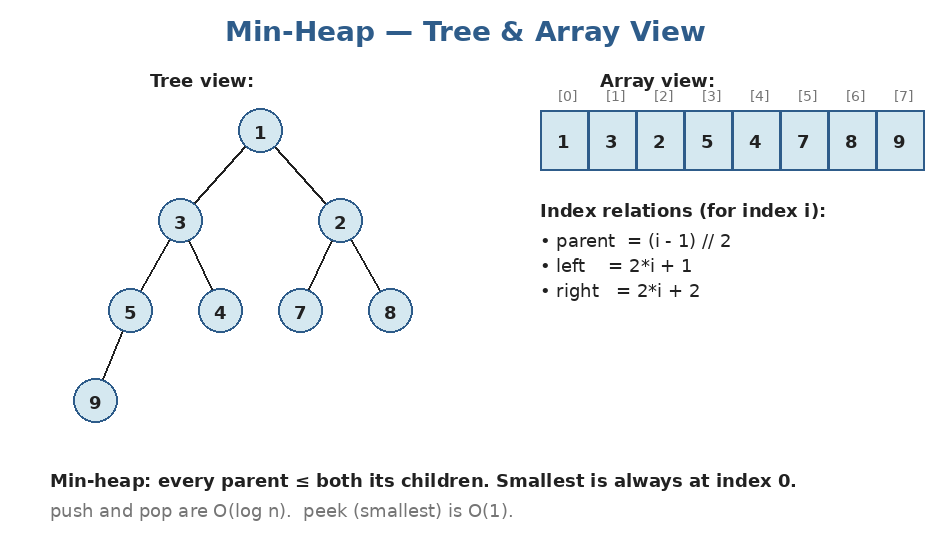 Min-Heap — Tree & Array View
Tree view:
1
3 2
5 4 7 8
9
Array view:
[0] [1] [2] [3] [4] [5] [6] [7]
1 3 2 5 4 7 8 9
Index relations (for index i):
• parent  = (i - 1) // 2
• left    = 2*i + 1
• right   = 2*i + 2
Min-heap: every parent ≤ both its children. Smallest is always at index 0.
push and pop are O(log n).  peek (smallest) is O(1).